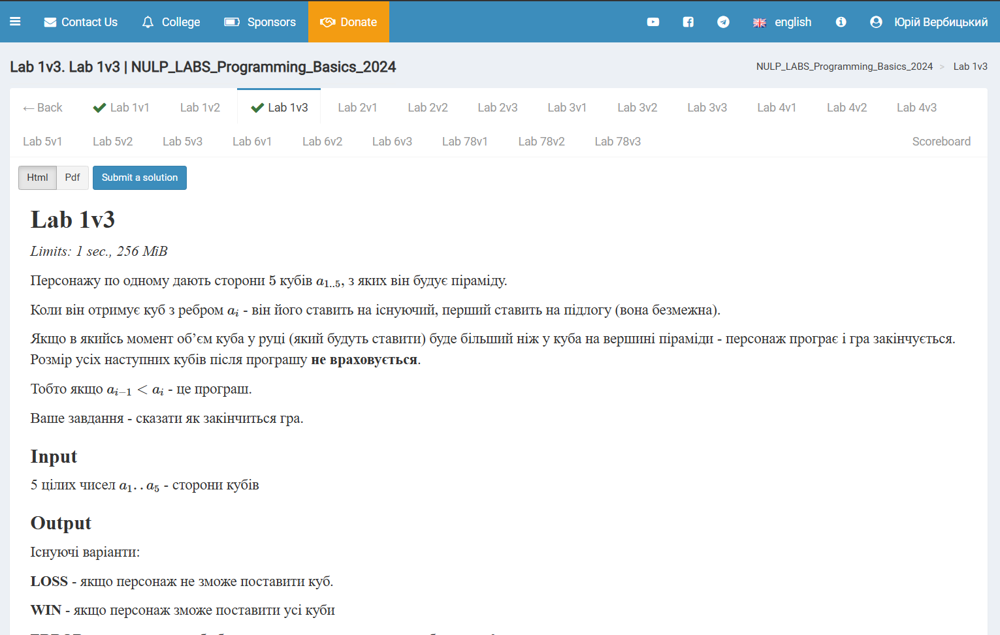 Contact Us College Sponsors Donate english Юрій Вербицький
Lab 1v3. Lab 1v3 | NULP_LABS_Programming_Basics_2024 NULP_LABS_Programming_Basics_2024 > Lab 1v3
← Back Lab 1v1 Lab 1v2 Lab 1v3 Lab 2v1 Lab 2v2 Lab 2v3 Lab 3v1 Lab 3v2 Lab 3v3 Lab 4v1 Lab 4v2 Lab 4v3
Lab 5v1 Lab 5v2 Lab 5v3 Lab 6v1 Lab 6v2 Lab 6v3 Lab 78v1 Lab 78v2 Lab 78v3 Scoreboard
Html Pdf Submit a solution
Lab 1v3
Limits: 1 sec., 256 MiB
Персонажу по одному дають сторони 5 кубів a₁..₅, з яких він будує піраміду.
Коли він отримує куб з ребром aᵢ - він його ставить на існуючий, перший ставить на підлогу (вона безмежна).
Якщо в якийсь момент об’єм куба у руці (який будуть ставити) буде більший ніж у куба на вершині піраміди - персонаж програє і гра закінчується.
Розмір усіх наступних кубів після програшу не враховується.
Тобто якщо aᵢ₋₁ < aᵢ - це програш.
Ваше завдання - сказати як закінчиться гра.
Input
5 цілих чисел a₁..a₅ - сторони кубів
Output
Існуючі варіанти:
LOSS - якщо персонаж не зможе поставити куб.
WIN - якщо персонаж зможе поставити усі куби